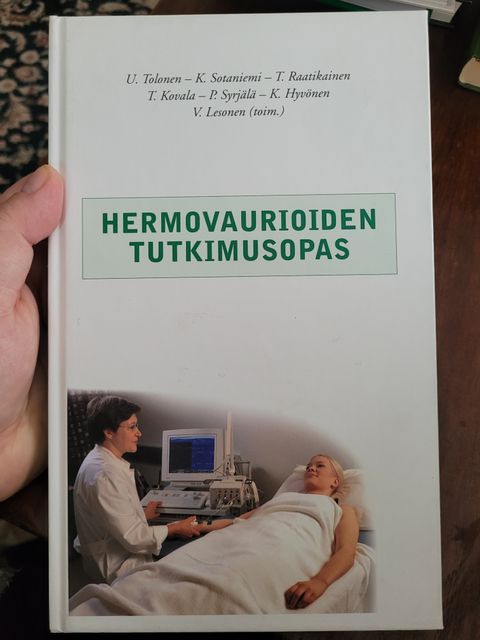 U. Tolonen – K. Sotaniemi – T. Raatikainen
T. Kovala – P. Syrjälä – K. Hyvönen
V. Lesonen (toim.)
HERMOVAURIOIDEN
TUTKIMUSOPAS